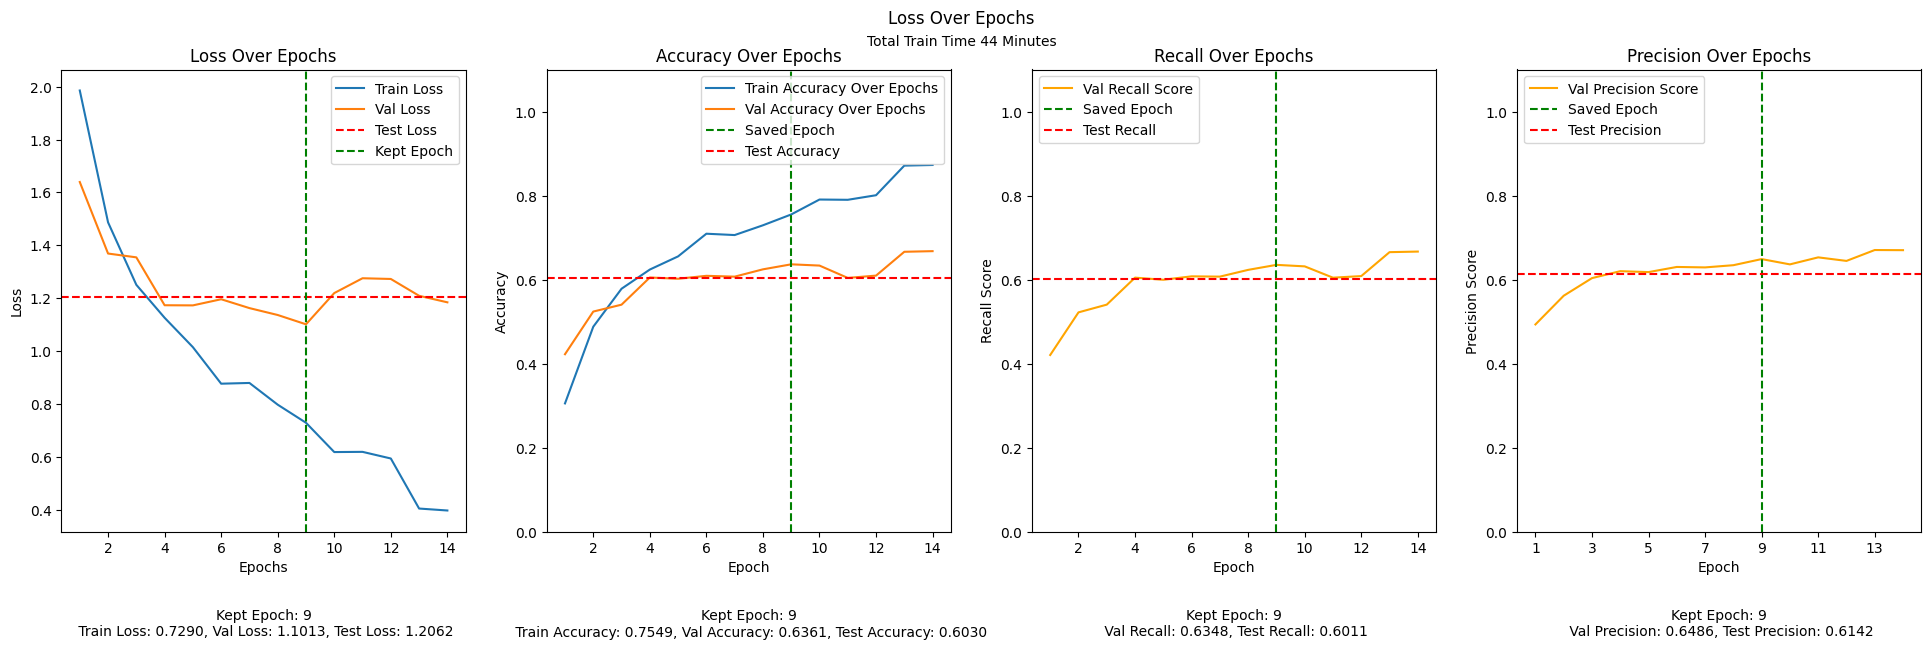 Loss Over Epochs
Total Train Time 44 Minutes
Loss Over Epochs
2.0
1.8
1.6
1.4
1.2
1.0
0.8
0.6
0.4
Loss
Train Loss
Val Loss
Test Loss
Kept Epoch
2 4 6 8 10 12 14
Epochs
Kept Epoch: 9
Train Loss: 0.7290, Val Loss: 1.1013, Test Loss: 1.2062
Accuracy Over Epochs
1.0
0.8
0.6
0.4
0.2
0.0
Accuracy
Train Accuracy Over Epochs
Val Accuracy Over Epochs
Saved Epoch
Test Accuracy
2 4 6 8 10 12 14
Epoch
Kept Epoch: 9
Train Accuracy: 0.7549, Val Accuracy: 0.6361, Test Accuracy: 0.6030
Recall Over Epochs
1.0
0.8
0.6
0.4
0.2
0.0
Recall Score
Val Recall Score
Saved Epoch
Test Recall
2 4 6 8 10 12 14
Epoch
Kept Epoch: 9
Val Recall: 0.6348, Test Recall: 0.6011
Precision Over Epochs
1.0
0.8
0.6
0.4
0.2
0.0
Precision Score
Val Precision Score
Saved Epoch
Test Precision
1 3 5 7 9 11 13
Epoch
Kept Epoch: 9
Val Precision: 0.6486, Test Precision: 0.6142